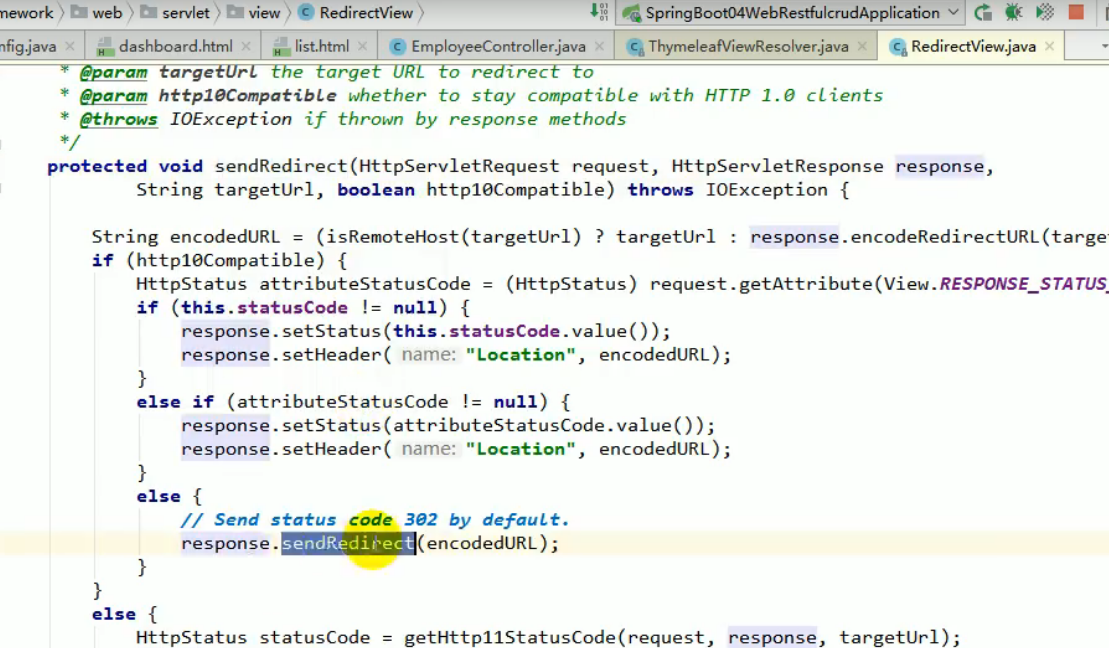 mework web servlet view RedirectView SpringBoot04WebRestfulcrudApplication
nfig.java dashboard.html list.html EmployeeController.java ThymeleafViewResolver.java RedirectView.java
* @param targetUrl the target URL to redirect to
* @param http10Compatible whether to stay compatible with HTTP 1.0 clients
* @throws IOException if thrown by response methods
*/
protected void sendRedirect(HttpServletRequest request, HttpServletResponse response,
String targetUrl, boolean http10Compatible) throws IOException {
String encodedURL = (isRemoteHost(targetUrl) ? targetUrl : response.encodeRedirectURL(targe
if (http10Compatible) {
HttpStatus attributeStatusCode = (HttpStatus) request.getAttribute(View.RESPONSE_STATUS_
if (this.statusCode != null) {
response.setStatus(this.statusCode.value());
response.setHeader( name: "Location", encodedURL);
}
else if (attributeStatusCode != null) {
response.setStatus(attributeStatusCode.value());
response.setHeader( name: "Location", encodedURL);
}
else {
// Send status code 302 by default.
response.sendRedirect(encodedURL);
}
}
else {
HttpStatus statusCode = getHttp11StatusCode(request, response, targetUrl);